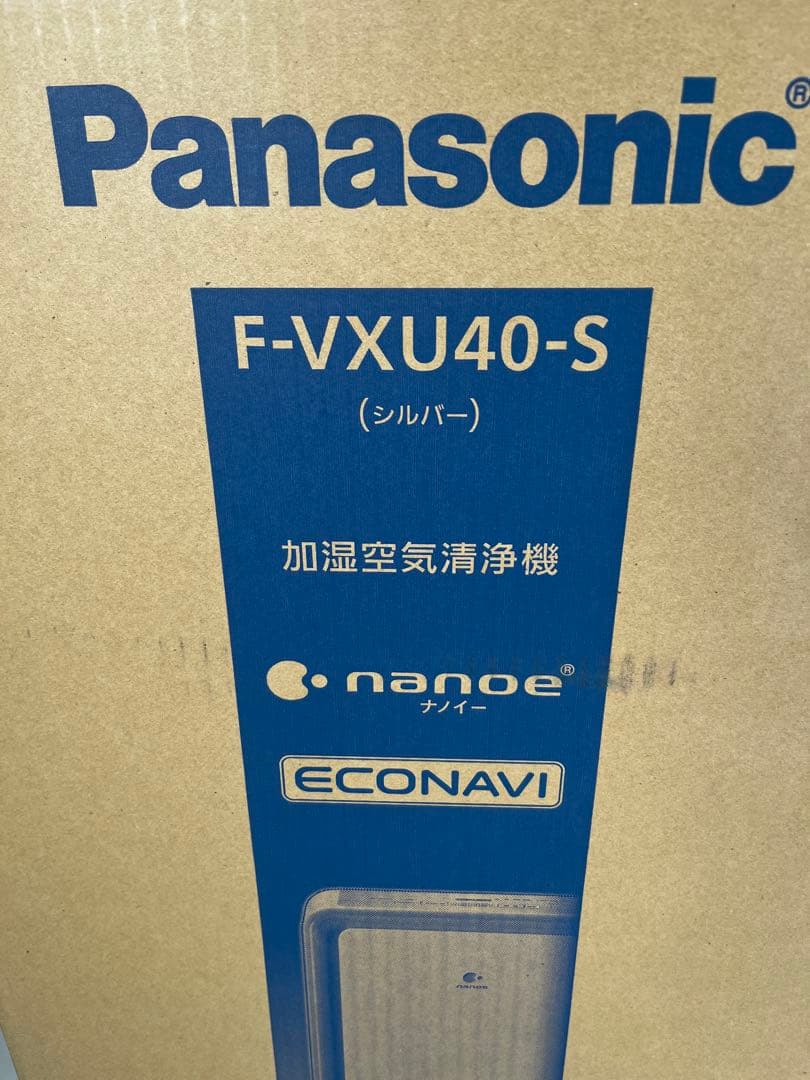 Panasonic®
F-VXU40-S
(シルバー)
加湿空気清浄機
nanoe®
ナノイー
ECONAVI
nanoe